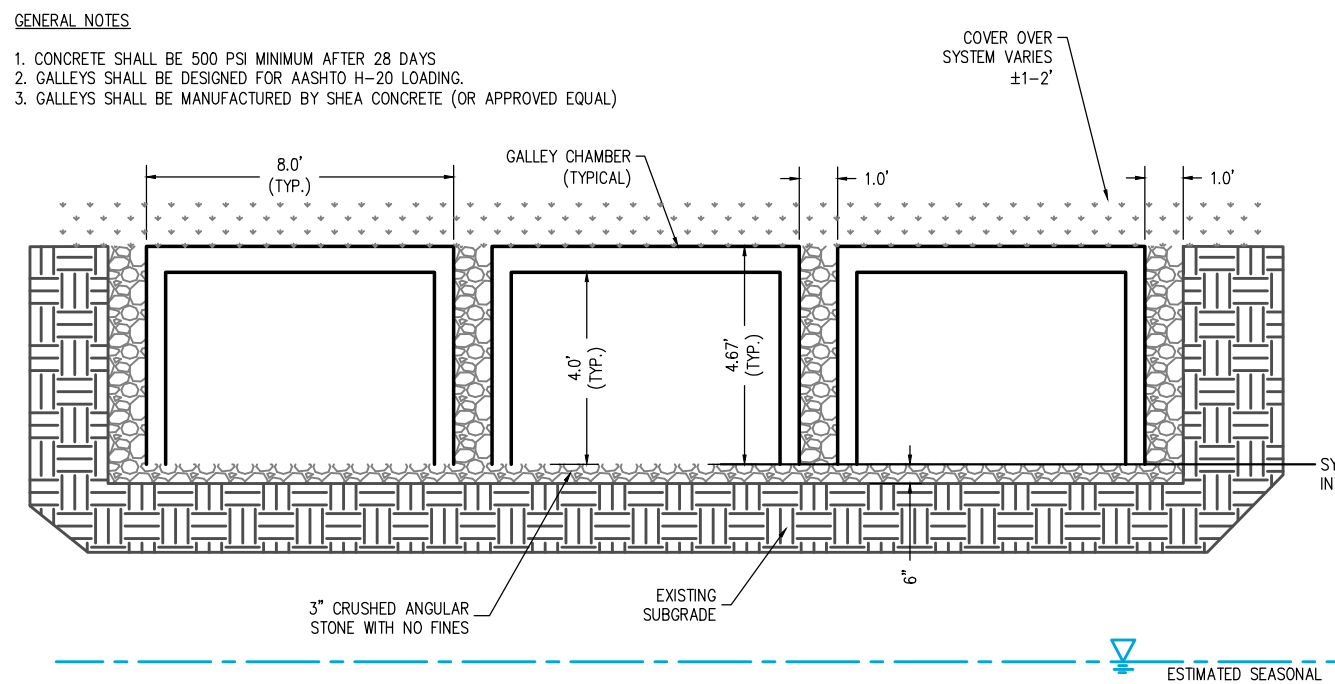 GENERAL NOTES
1. CONCRETE SHALL BE 500 PSI MINIMUM AFTER 28 DAYS
2. GALLEYS SHALL BE DESIGNED FOR AASHTO H-20 LOADING.
3. GALLEYS SHALL BE MANUFACTURED BY SHEA CONCRETE (OR APPROVED EQUAL)
COVER OVER
SYSTEM VARIES
±1-2'
8.0'
(TYP.)
GALLEY CHAMBER
(TYPICAL)
1.0'
1.0'
4.0'
(TYP.)
4.67'
(TYP.)
SY
IN
6"
3" CRUSHED ANGULAR
STONE WITH NO FINES
EXISTING
SUBGRADE
ESTIMATED SEASONAL